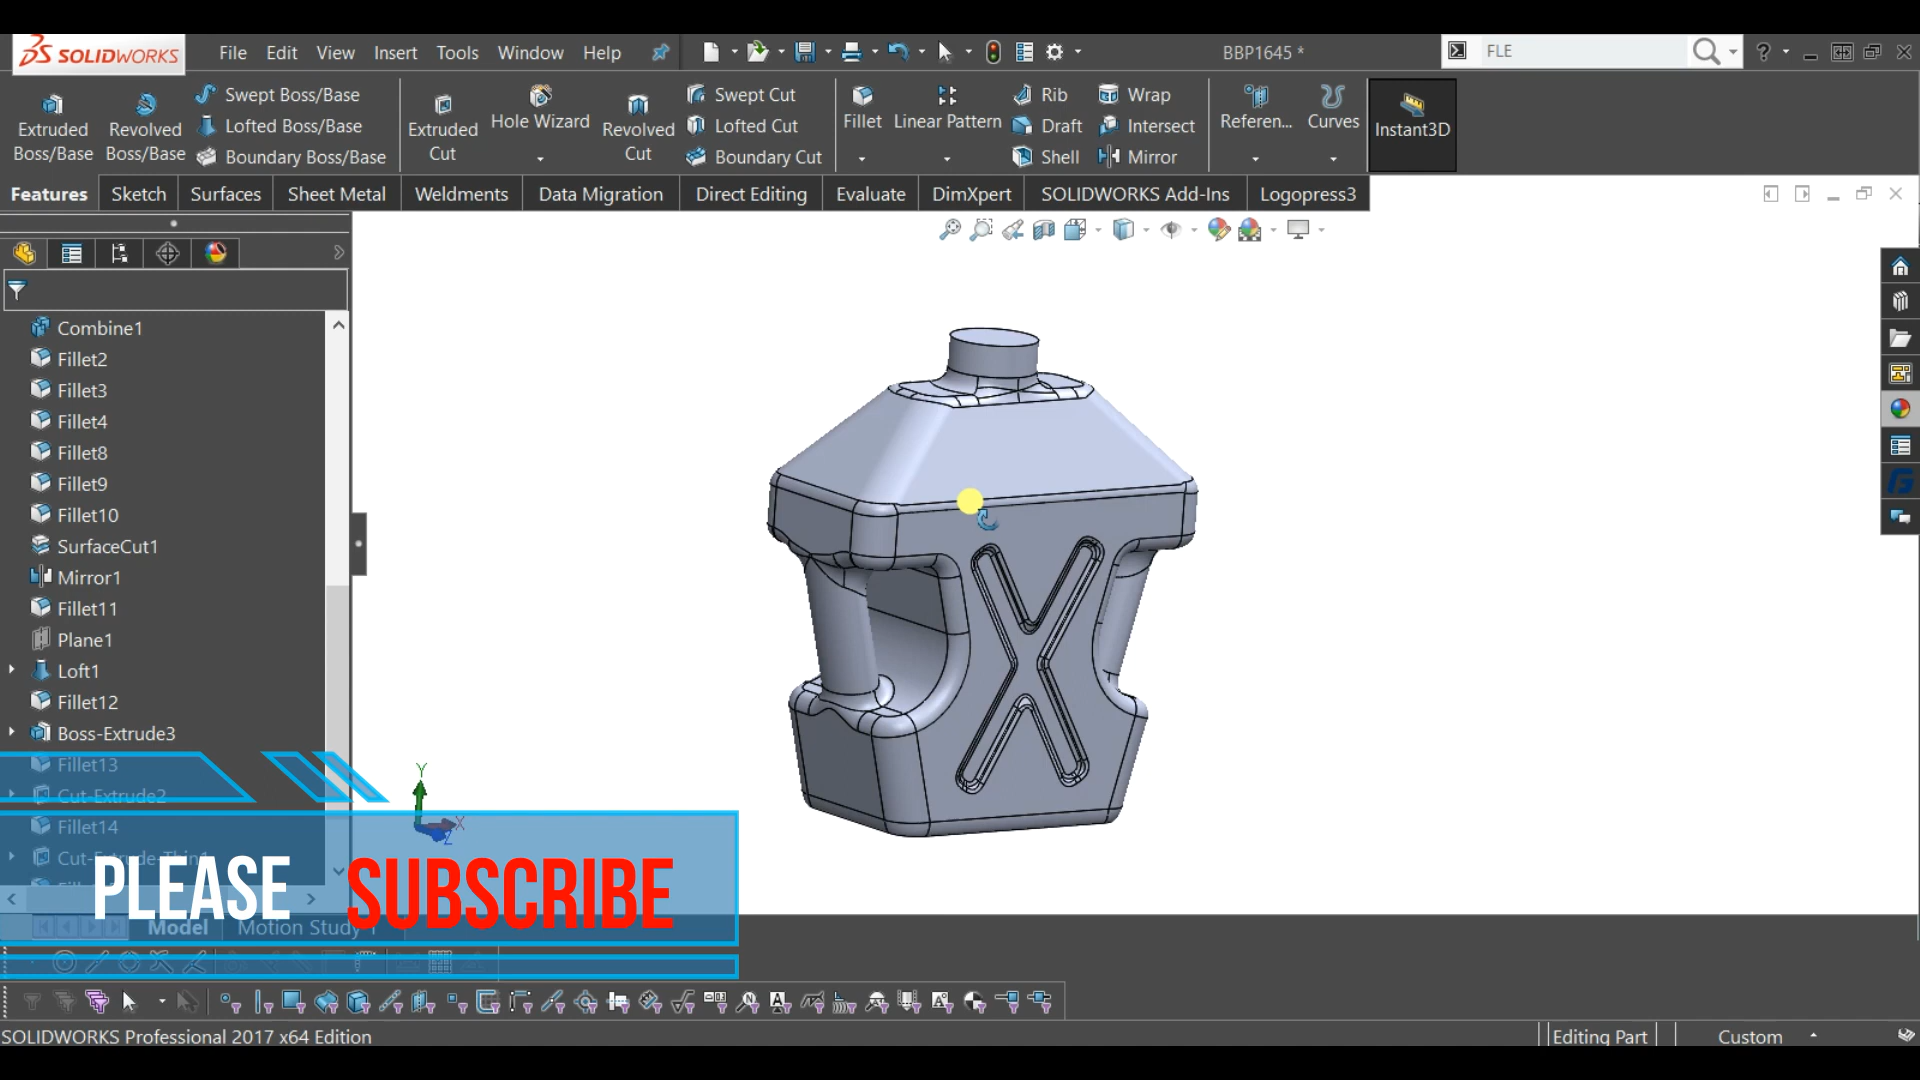 SOLIDWORKS File Edit View Insert Tools Window Help BBP1645 * FLE
Extruded Boss/Base Revolved Boss/Base Swept Boss/Base Lofted Boss/Base Boundary Boss/Base Extruded Cut Hole Wizard Revolved Cut Swept Cut Lofted Cut Boundary Cut Fillet Linear Pattern Rib Draft Shell Wrap Intersect Mirror Referen... Curves Instant3D
Features Sketch Surfaces Sheet Metal Weldments Data Migration Direct Editing Evaluate DimXpert SOLIDWORKS Add-Ins Logopress3
Combine1
Fillet2
Fillet3
Fillet4
Fillet8
Fillet9
Fillet10
SurfaceCut1
Mirror1
Fillet11
Plane1
Loft1
Fillet12
Boss-Extrude3
Fillet13
Cut-Extrude2
Fillet14
Cut-Extrude-Thin1
Y
X
Z
PLEASE SUBSCRIBE
Model Motion Study 1
SOLIDWORKS Professional 2017 x64 Edition Editing Part Custom